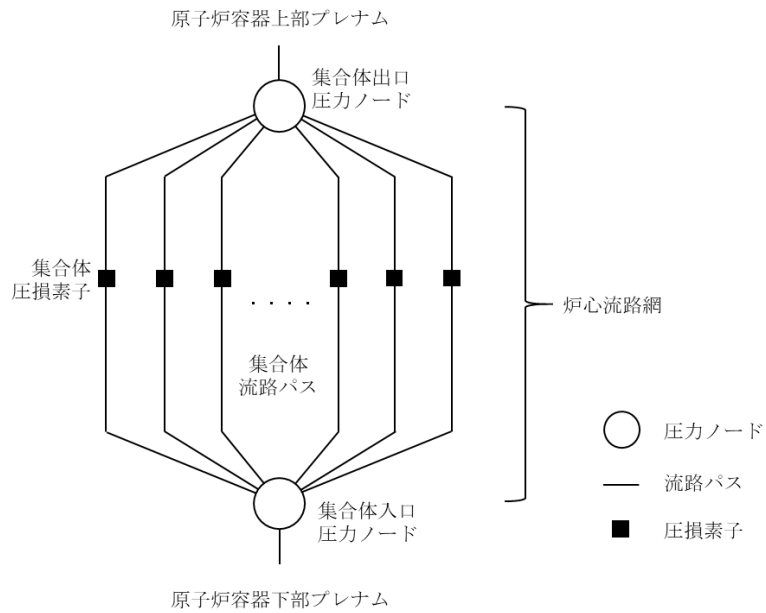 原子炉容器上部プレナム
集合体出口
圧力ノード
集合体
圧損素子
・・・・
炉心流路網
集合体
流路パス
圧力ノード
流路パス
圧損素子
集合体入口
圧力ノード
原子炉容器下部プレナム